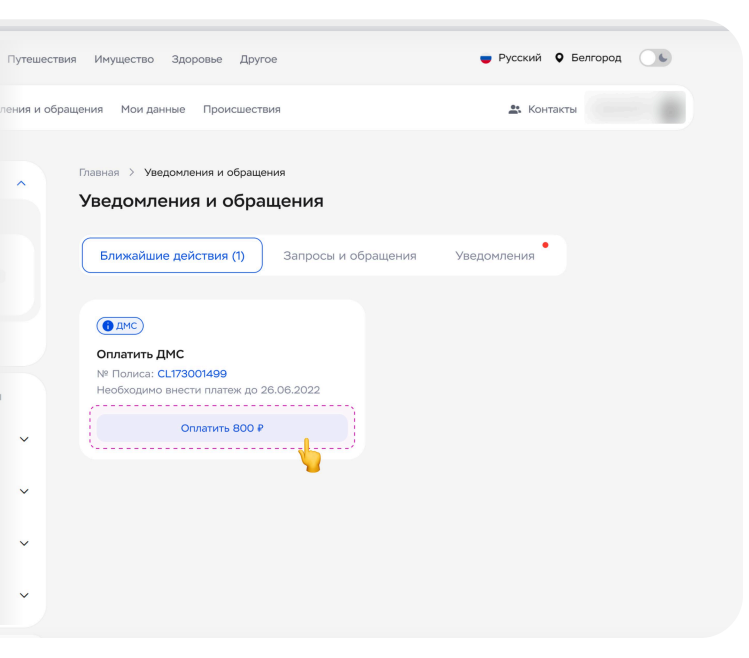 Путешествия Имущество Здоровье Другое Русский Белгород
ления и обращения Мои данные Происшествия Контакты
Главная > Уведомления и обращения
Уведомления и обращения
Ближайшие действия (1) Запросы и обращения Уведомления
ДМС
Оплатить ДМС
№ Полиса: CL173001499
Необходимо внести платеж до 26.06.2022
Оплатить 800 ₽